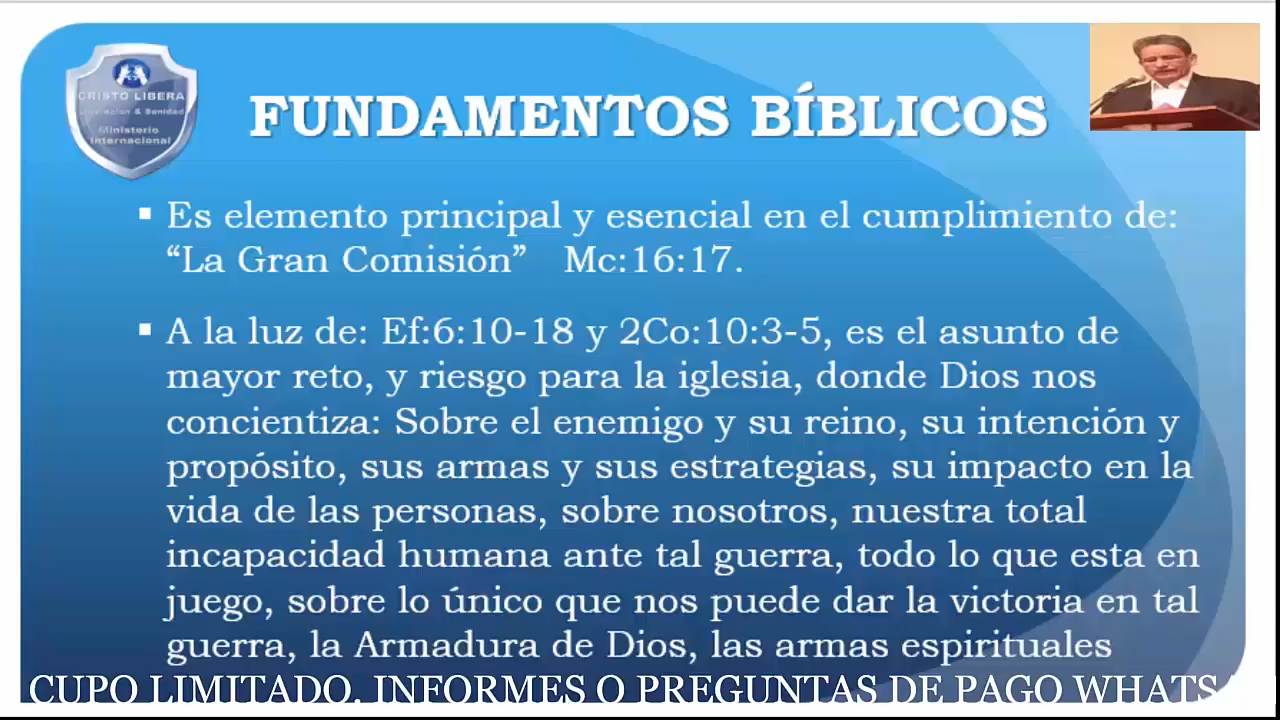 CRISTO LIBERA
Liberación & Sanidad
Ministerio
Internacional
FUNDAMENTOS BÍBLICOS
▪ Es elemento principal y esencial en el cumplimiento de:
“La Gran Comisión” Mc:16:17.
▪ A la luz de: Ef:6:10-18 y 2Co:10:3-5, es el asunto de
mayor reto, y riesgo para la iglesia, donde Dios nos
concientiza: Sobre el enemigo y su reino, su intención y
propósito, sus armas y sus estrategias, su impacto en la
vida de las personas, sobre nosotros, nuestra total
incapacidad humana ante tal guerra, todo lo que esta en
juego, sobre lo único que nos puede dar la victoria en tal
guerra, la Armadura de Dios, las armas espirituales
CUPO LIMITADO. INFORMES O PREGUNTAS DE PAGO WHATS